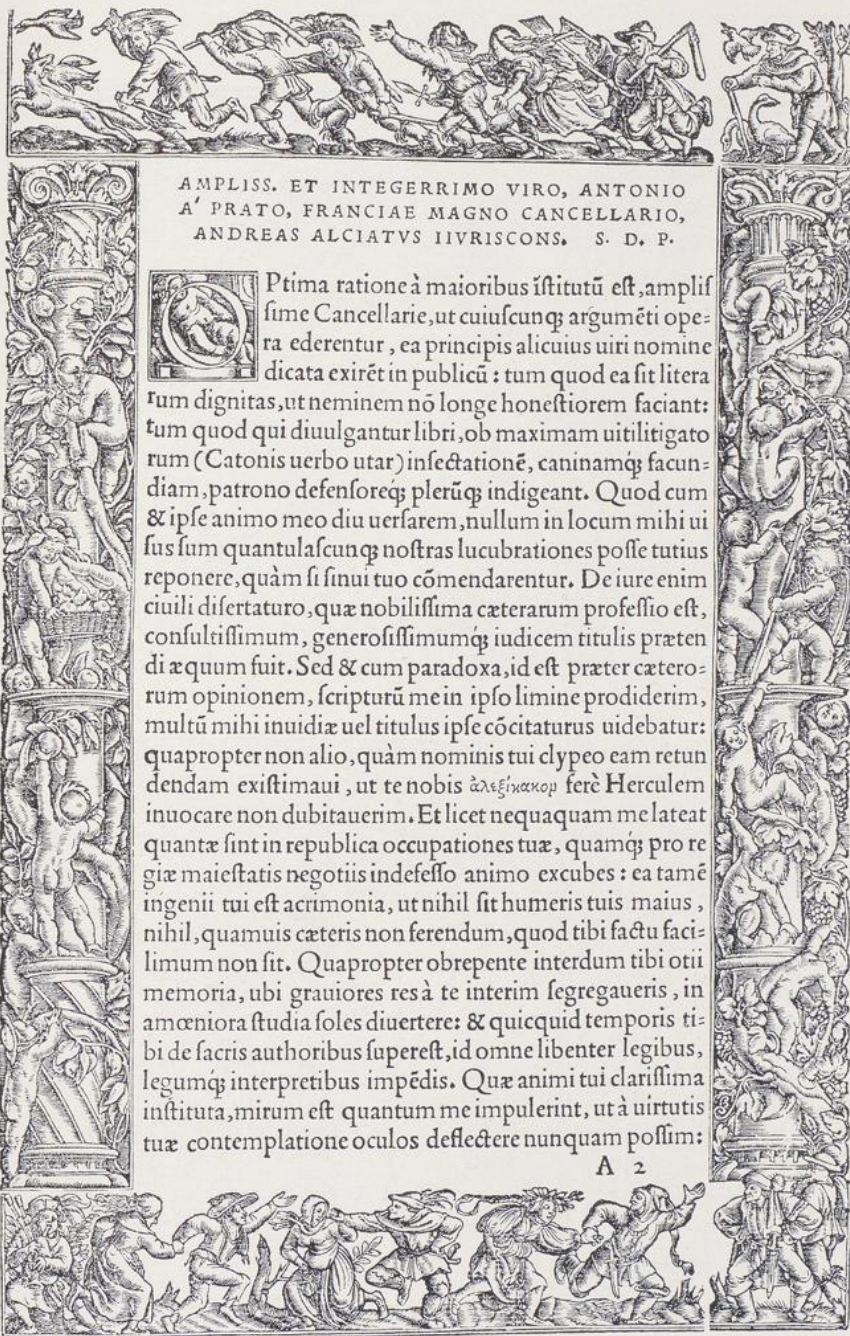 AMPLISS. ET INTEGERRIMO VIRO, ANTONIO
A' PRATO, FRANCIAE MAGNO CANCELLARIO,
ANDREAS ALCIATVS IIVRISCONS. S. D. P.
OPtima ratione à maioribus īſtitutū eſt, ampliſ
ſime Cancellarie, ut cuiuſcunqꝫ argumēti ope=
ra ederentur, ea principis alicuius uiri nomine
dicata exirēt in publicū: tum quod ea ſit litera
rum dignitas, ut neminem nō longe honeſtiorem faciant:
tum quod qui diuulgantur libri, ob maximam uitilitigato
rum (Catonis uerbo utar) inſectationē, caninamq́ꝫ facun=
diam, patrono defenſoreq́ꝫ plerūqꝫ indigeant. Quod cum
& ipſe animo meo diu uerſarem, nullum in locum mihi ui
ſus ſum quantulaſcunqꝫ noſtras lucubrationes poſſe tutius
reponere, quàm ſi ſinui tuo cōmendarentur. De iure enim
ciuili diſertaturo, quæ nobiliſſima cæterarum profeſſio eſt,
conſultiſſimum, generoſiſſimumq́ꝫ iudicem titulis præten
di æquum fuit. Sed & cum paradoxa, id eſt præter cætero=
rum opinionem, ſcripturū me in ipſo limine prodiderim,
multū mihi inuidiæ uel titulus ipſe cōcitaturus uidebatur:
quapropter non alio, quàm nominis tui clypeo eam retun
dendam exiſtimaui, ut te nobis ἀλεξίκακον ferè Herculem
inuocare non dubitauerim. Et licet nequaquam me lateat
quantæ ſint in republica occupationes tuæ, quamq́ꝫ pro re
giæ maieſtatis negotiis indefeſſo animo excubes: ea tamē
ingenii tui eſt acrimonia, ut nihil ſit humeris tuis maius,
nihil, quamuis cæteris non ferendum, quod tibi factu faci=
limum non ſit. Quapropter obrepente interdum tibi otii
memoria, ubi grauiores res à te interim ſegregaueris, in
amœniora ſtudia ſoles diuertere: & quicquid temporis ti=
bi de ſacris authoribus ſupereſt, id omne libenter legibus,
legumq́ꝫ interpretibus impēdis. Quæ animi tui clariſſima
inſtituta, mirum eſt quantum me impulerint, ut à uirtutis
tuæ contemplatione oculos deflectere nunquam poſſim:
A 2